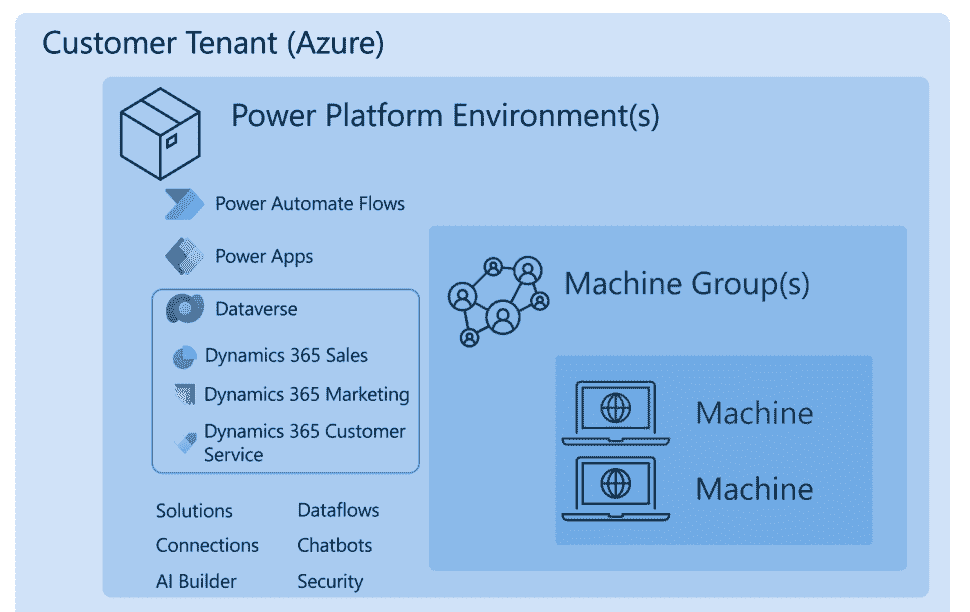 Customer Tenant (Azure)
Power Platform Environment(s)
Power Automate Flows
Power Apps
Dataverse
Dynamics 365 Sales
Dynamics 365 Marketing
Dynamics 365 Customer
Service
Solutions
Dataflows
Connections
Chatbots
AI Builder
Security
Machine Group(s)
Machine
Machine